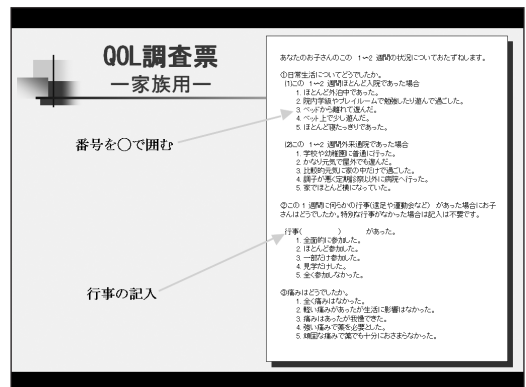 QOL調査票
ー家族用ー
番号を○で囲む
行事の記入
あなたのお子さんのこの 1～2 週間の状況についておたずねします。
①日常生活についてどうでしたか。
(1)この 1～2 週間ほとんど入院であった場合
1. ほとんど外泊中であった。
2. 院内学級やプレイルームで勉強したり遊んで過ごした。
3. ベッドから離れて遊んだ。
4. ベット上で少し遊んだ。
5. ほとんど寝たっきりであった。
(2)この 1～2 週間外来通院であった場合
1. 学校や幼稚園に普通に行った。
2. かなり元気で屋外でも遊んだ。
3. 比較的元気に家の中だけで過ごした。
4. 調子が悪く定期診察以外に病院へ行った。
5. 家でほとんど横になっていた。
②この 1 週間に何らかの行事(遠足や運動会など) があった場合にお子
さんはどうでしたか。特別な行事がなかった場合は記入は不要です。
行事( ) があった。
1. 全面的に参加した。
2. ほとんど参加した。
3. 一部だけ参加した。
4. 見学だけした。
5. 全く参加しなかった。
③痛みはどうでしたか。
1. 全く痛みはなかった。
2. 軽い痛みがあったが生活に影響はなかった。
3. 痛みはあったが我慢できた。
4. 強い痛みで薬を必要とした。
5. 頑固な痛みで薬でも十分におさまらなかった。